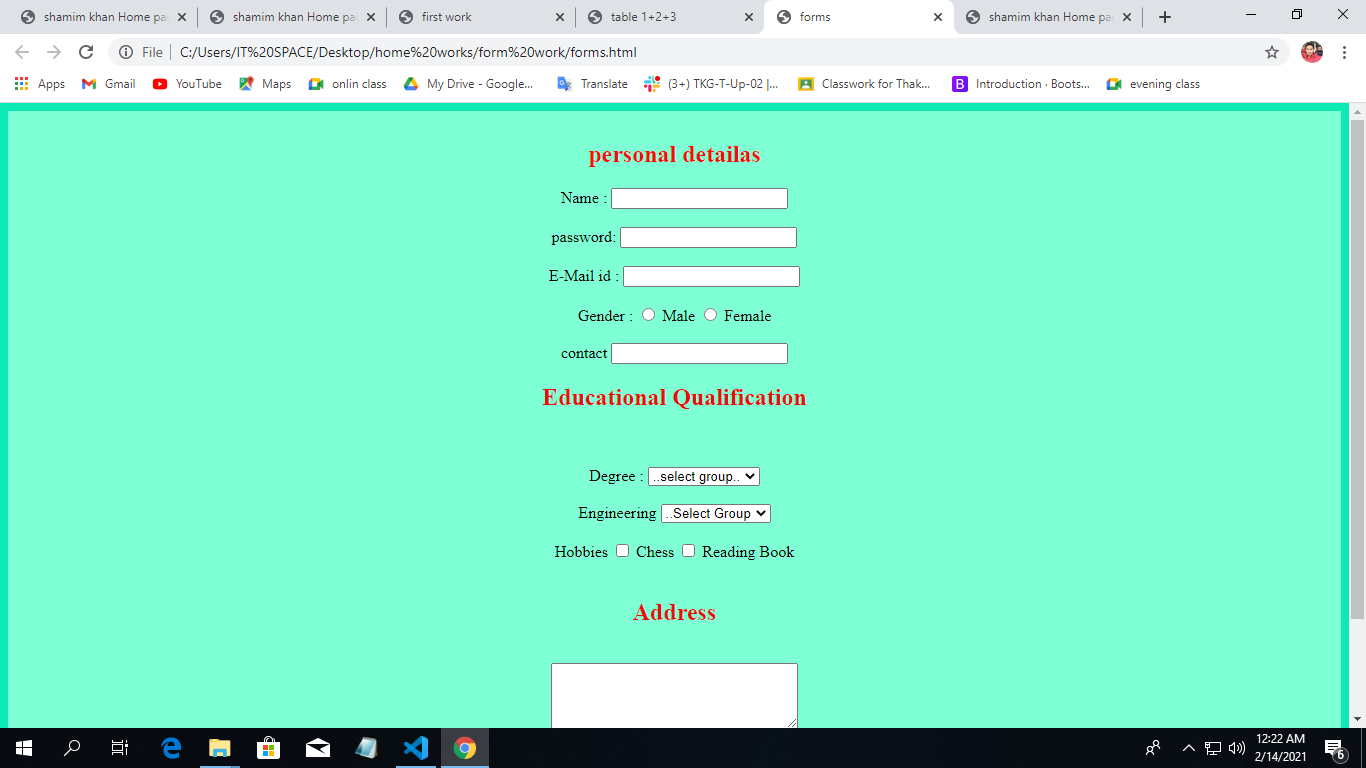 shamim khan Home pa
shamim khan Home pa
first work
table 1+2+3
forms
shamim khan Home pa
File
C:/Users/IT%20SPACE/Desktop/home%20works/form%20work/forms.html
Apps
Gmail
YouTube
Maps
onlin class
My Drive - Google...
Translate
(3+) TKG-T-Up-02 |...
Classwork for Thak...
B
Introduction · Boots...
evening class
personal detailas
Name :
password:
E-Mail id :
Gender : Male Female
contact
Educational Qualification
Degree : ..select group..
Engineering ..Select Group
Hobbies Chess Reading Book
Address
12:22 AM
2/14/2021
6